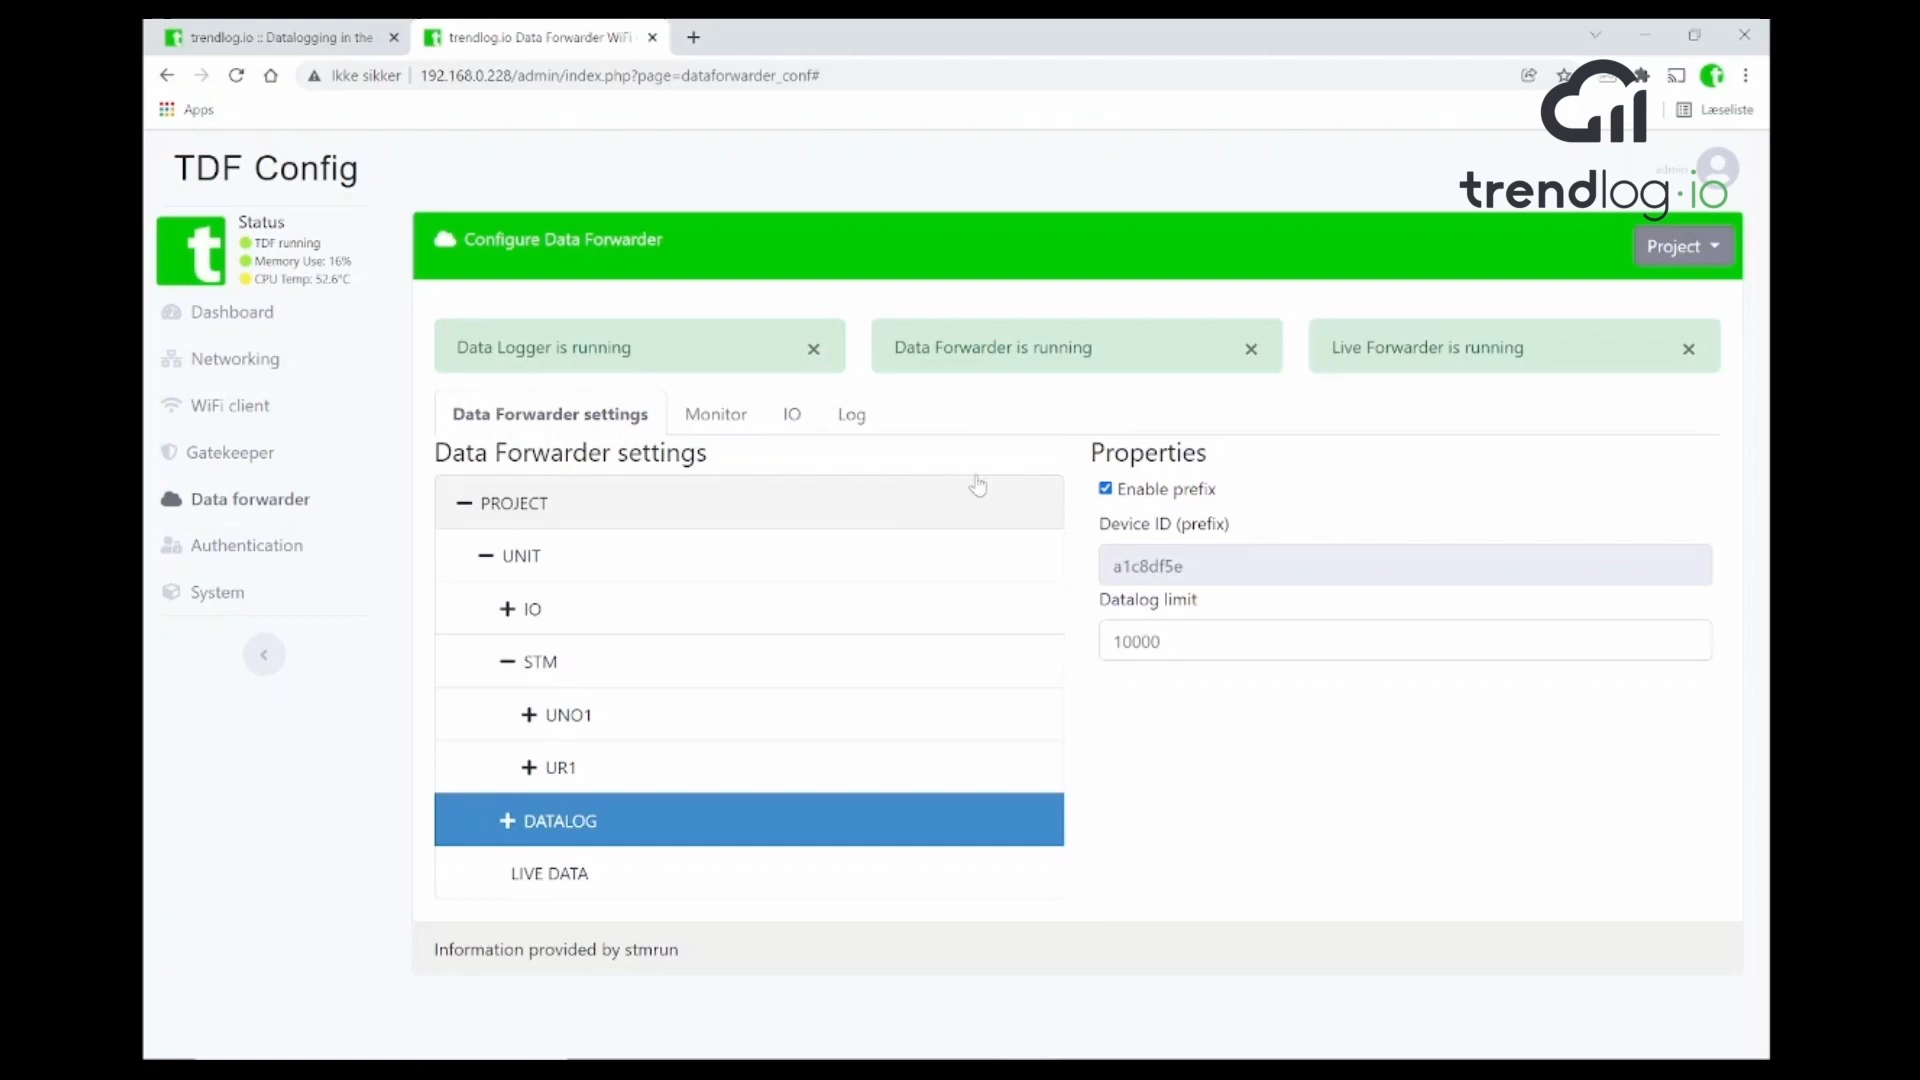 trendlog.io :: Datalogging in the
trendlog.io Data Forwarder WiFi
Ikke sikker
192.168.0.228/admin/index.php?page=dataforwarder_conf#
Apps
Læseliste
TDF Config
admin
trendlog.io
Status
TDF running
Memory Use: 16%
CPU Temp: 52.6°C
Dashboard
Networking
WiFi client
Gatekeeper
Data forwarder
Authentication
System
Configure Data Forwarder
Project
Data Logger is running
Data Forwarder is running
Live Forwarder is running
Data Forwarder settings
Monitor
IO
Log
Data Forwarder settings
PROJECT
UNIT
IO
STM
UNO1
UR1
DATALOG
LIVE DATA
Properties
Enable prefix
Device ID (prefix)
a1c8df5e
Datalog limit
10000
Information provided by stmrun